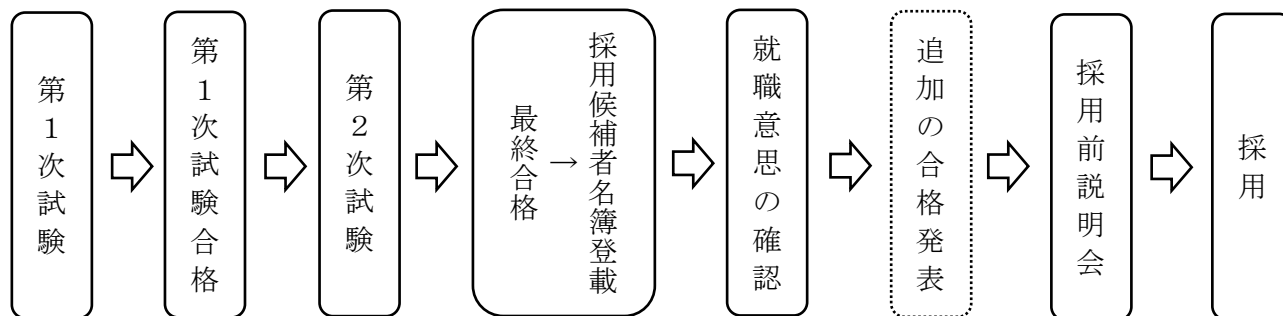 第１次試験
第１次試験合格
第２次試験
最終合格
→
採用候補者名簿登載
就職意思の確認
追加の合格発表
採用前説明会
採用